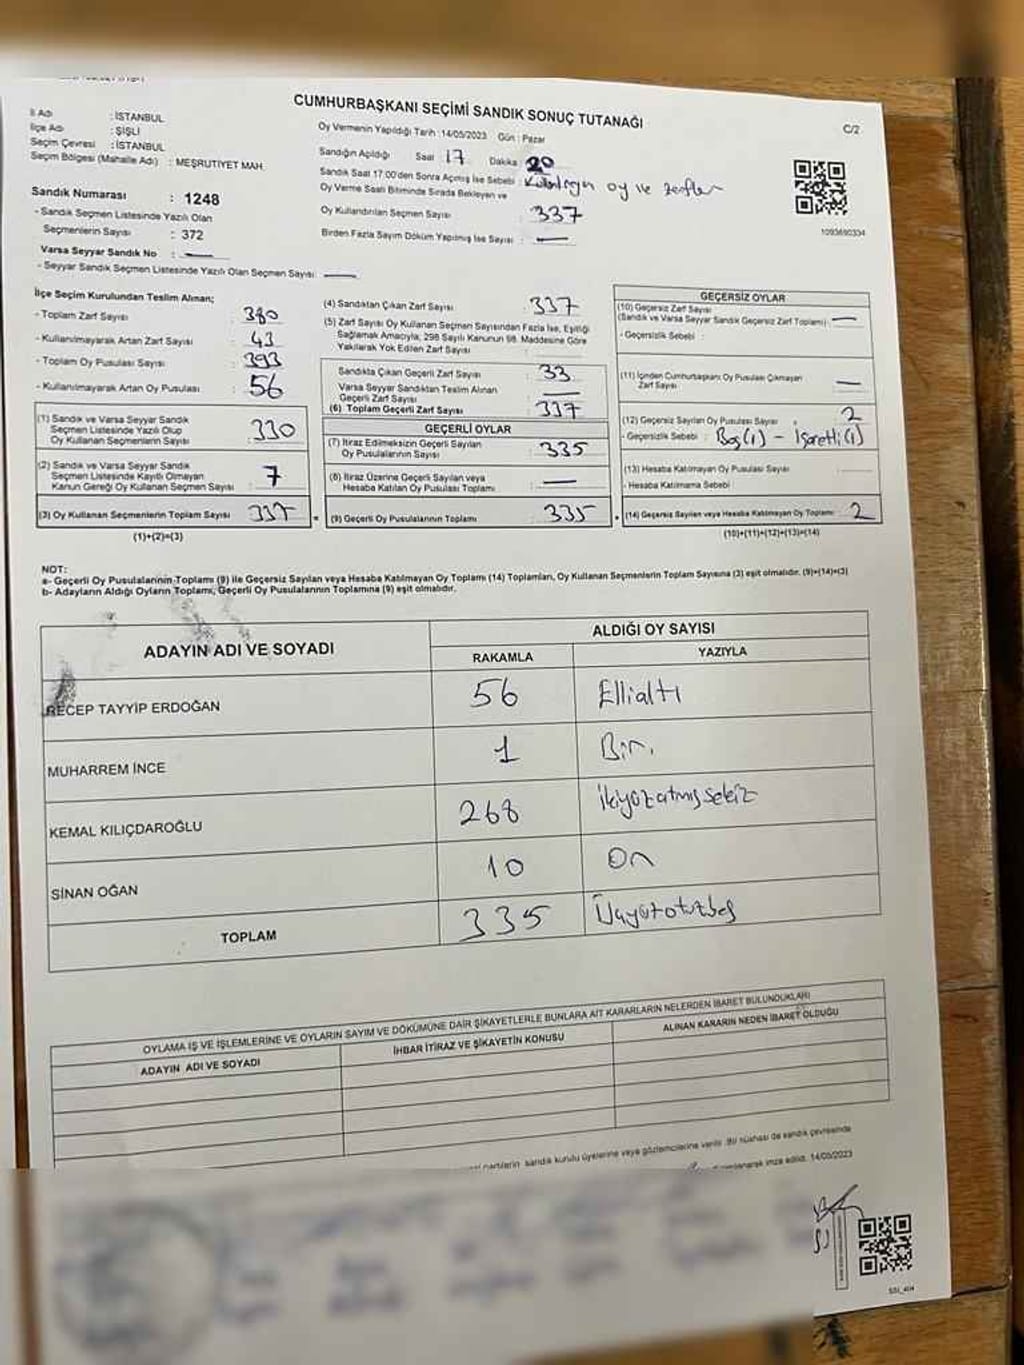 CUMHURBAŞKANI SEÇİMİ SANDIK SONUÇ TUTANAĞI
C/2
İl Adı : İSTANBUL
İlçe Adı : ŞİŞLİ
Seçim Çevresi : İSTANBUL
Seçim Bölgesi (Mahalle Adı) : MEŞRUTİYET MAH.
Sandık Numarası : 1248
- Sandık Seçmen Listesinde Yazılı Olan
Seçmenlerin Sayısı : 372
Varsa Seyyar Sandık No : —
- Seyyar Sandık Seçmen Listesinde Yazılı Olan Seçmen Sayısı: —
Oy Vermenin Yapıldığı Tarih : 14/05/2023 Gün : Pazar
Sandığın Açıldığı Saat 17 Dakika 20
Sandık Saat 17:00'den Sonra Açılmış İse Sebebi : Kullanılmayan oy ile zarflar
Oy Verme Saati Bitiminde Sırada Bekleyen ve
Oy Kullandırılan Seçmen Sayısı : 337
Birden Fazla Sayım Döküm Yapılmış İse Sayısı : —
1093690334
İlçe Seçim Kurulundan Teslim Alınan;
- Toplam Zarf Sayısı : 380
- Kullanılmayarak Artan Zarf Sayısı : 43
- Toplam Oy Pusulası Sayısı : 393
- Kullanılmayarak Artan Oy Pusulası : 56
(1) Sandık ve Varsa Seyyar Sandık
Seçmen Listesinde Yazılı Olup
Oy Kullanan Seçmenlerin Sayısı : 330
(2) Sandık ve Varsa Seyyar Sandık
Seçmen Listesinde Kayıtlı Olmayan
Kanun Gereği Oy Kullanan Seçmen Sayısı : 7
(3) Oy Kullanan Seçmenlerin Toplam Sayısı : 337
(1)+(2)=(3)
(4) Sandıktan Çıkan Zarf Sayısı : 337
(5) Zarf Sayısı Oy Kullanan Seçmen Sayısından Fazla İse, Eşitliği
Sağlamak Amacıyla, 298 Sayılı Kanunun 98. Maddesine Göre
Yakılarak Yok Edilen Zarf Sayısı :
Sandıkta Çıkan Geçerli Zarf Sayısı : 33
Varsa Seyyar Sandıktan Teslim Alınan
Geçerli Zarf Sayısı : —
(6) Toplam Geçerli Zarf Sayısı : 337
GEÇERLİ OYLAR
(7) İtiraz Edilmeksizin Geçerli Sayılan
Oy Pusulalarının Sayısı : 335
(8) İtiraz Üzerine Geçerli Sayılan veya
Hesaba Katılan Oy Pusulası Toplamı : —
(9) Geçerli Oy Pusulalarının Toplamı : 335
GEÇERSİZ OYLAR
(10) Geçersiz Zarf Sayısı
(Sandık ve Varsa Seyyar Sandık Geçersiz Zarf Toplamı) : —
- Geçersizlik Sebebi :
(11) İçinden Cumhurbaşkanı Oy Pusulası Çıkmayan
Zarf Sayısı : —
(12) Geçersiz Sayılan Oy Pusulası Sayısı : 2
- Geçersizlik Sebebi : Boş(1) - İşaretli(1)
(13) Hesaba Katılmayan Oy Pusulası Sayısı
- Hesaba Katılmama Sebebi
(14) Geçersiz Sayılan veya Hesaba Katılmayan Oy Toplamı : 2
(10)+(11)+(12)+(13)=(14)
NOT:
a- Geçerli Oy Pusulalarının Toplamı (9) ile Geçersiz Sayılan veya Hesaba Katılmayan Oy Toplamı (14) Toplamları, Oy Kullanan Seçmenlerin Toplam Sayısına (3) eşit olmalıdır. (9)+(14)=(3)
b- Adayların Aldığı Oyların Toplamı, Geçerli Oy Pusulalarının Toplamına (9) eşit olmalıdır.
ADAYIN ADI VE SOYADI
ALDIĞI OY SAYISI
RAKAMLA YAZIYLA
RECEP TAYYİP ERDOĞAN 56 Ellialtı
MUHARREM İNCE 1 Bir.
KEMAL KILIÇDAROĞLU 268 ikiyüzatmışsekiz
SİNAN OĞAN 10 On
TOPLAM 335 Üçyüzotuzbeş
OYLAMA İŞ VE İŞLEMLERİNE VE OYLARIN SAYIM VE DÖKÜMÜNE DAİR ŞİKAYETLERLE BUNLARA AİT KARARLARIN NELERDEN İBARET BULUNDUKLARI
ADAYIN ADI VE SOYADI
İHBAR İTİRAZ VE ŞİKAYETİN KONUSU
ALINAN KARARIN NEDEN İBARET OLDUĞU
partilerin sandık kurulu üyelerine veya gözlemcilerine verilir. Bir nüshası da sandık çevresinde
imza edildi. 14/05/2023